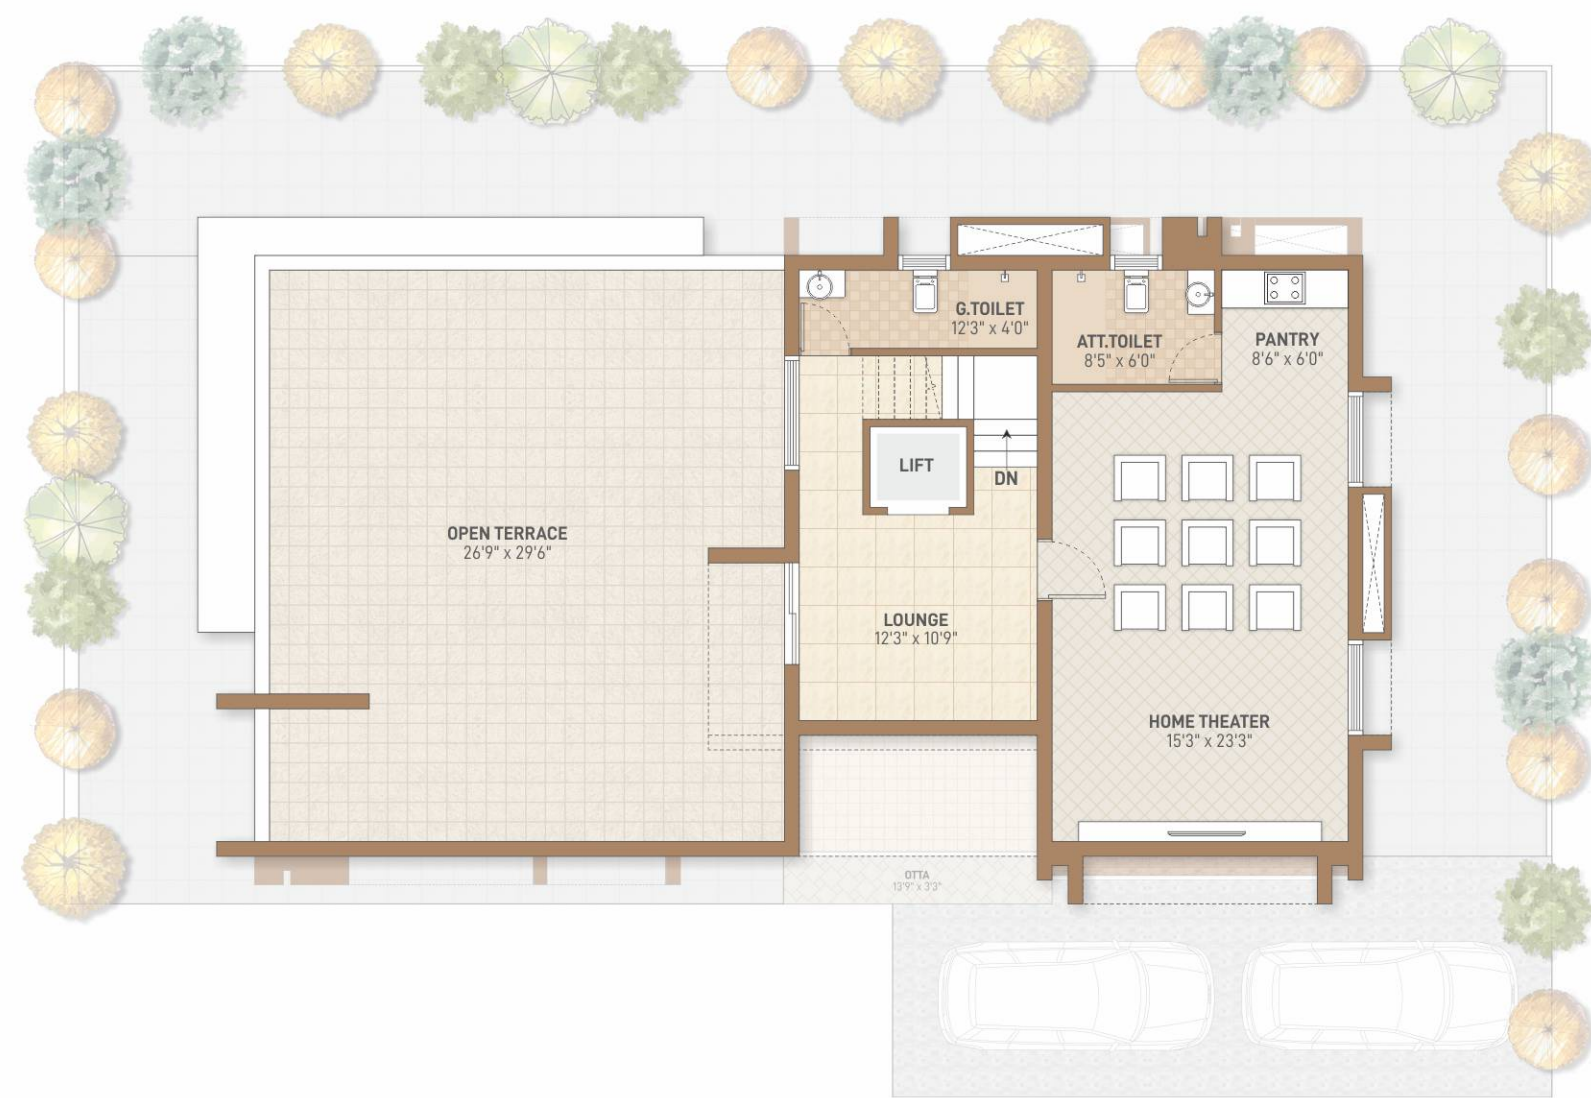 G.TOILET
12'3" x 4'0"
ATT.TOILET
8'5" x 6'0"
PANTRY
8'6" x 6'0"
LIFT
DN
OPEN TERRACE
26'9" x 29'6"
LOUNGE
12'3" x 10'9"
HOME THEATER
15'3" x 23'3"
OTTA
13'9" x 3'3"